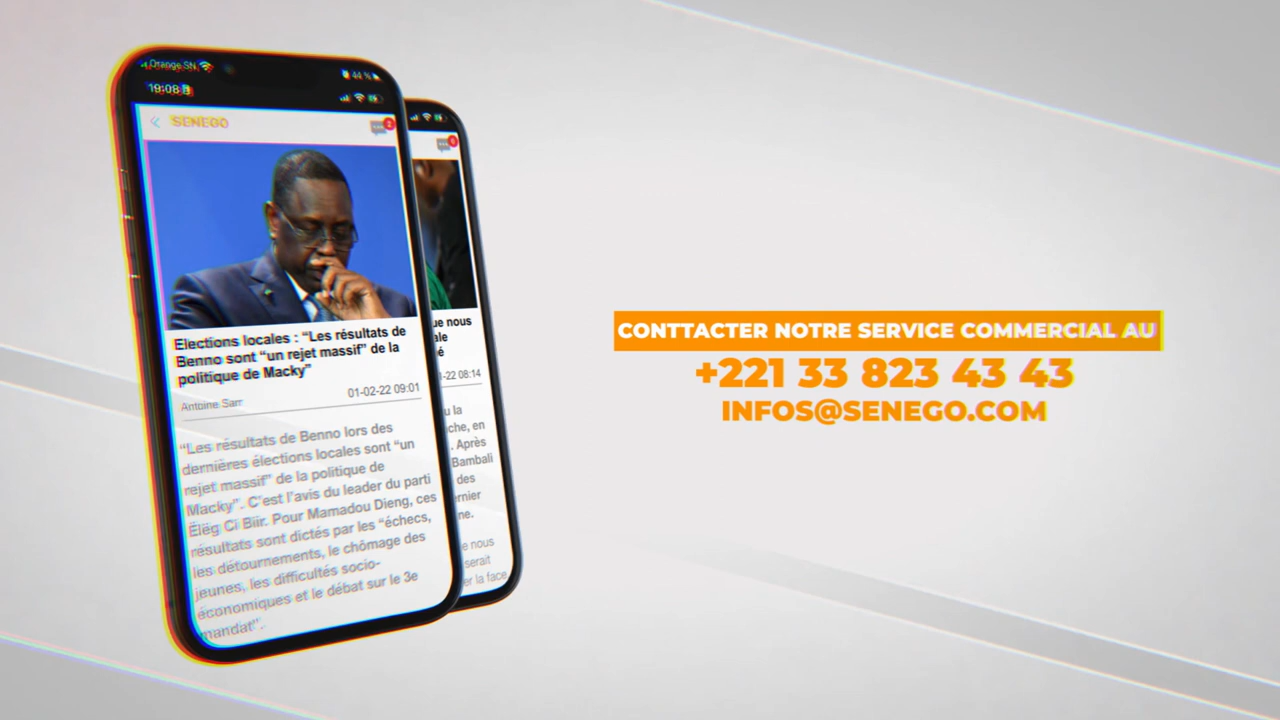 Orange SN
44 %
19:08
SENEGO
2
Elections locales : “Les résultats de
Benno sont “un rejet massif” de la
politique de Macky”
Antoine Sarr
01-02-22 09:01
“Les résultats de Benno lors des
dernières élections locales sont “un
rejet massif” de la politique de
Macky”. C’est l’avis du leader du parti
Élëg Ci Biir. Pour Mamadou Dieng, ces
résultats sont dictés par les “échecs,
les détournements, le chômage des
jeunes, les difficultés socio-
économiques et le débat sur le 3e
mandat”.
ue nous
ale
é
-22 08:14
u la
che, en
. Après
Bambali
des
ernier
ne.
e nous
serait
er la face
CONTTACTER NOTRE SERVICE COMMERCIAL AU
+221 33 823 43 43
INFOS@SENEGO.COM